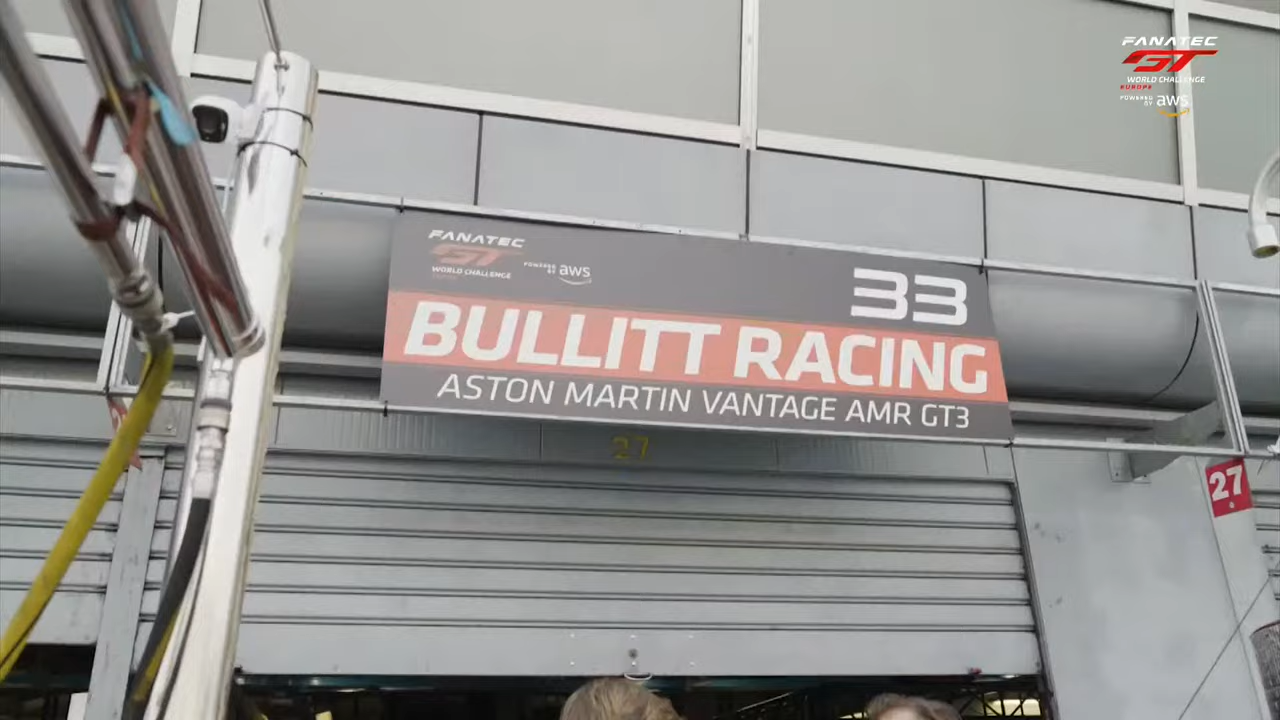 FANATEC
GT
WORLD CHALLENGE
EUROPE
POWERED BY aws
FANATEC
GT
WORLD CHALLENGE
POWERED BY aws
33
BULLITT RACING
ASTON MARTIN VANTAGE AMR GT3
27
27